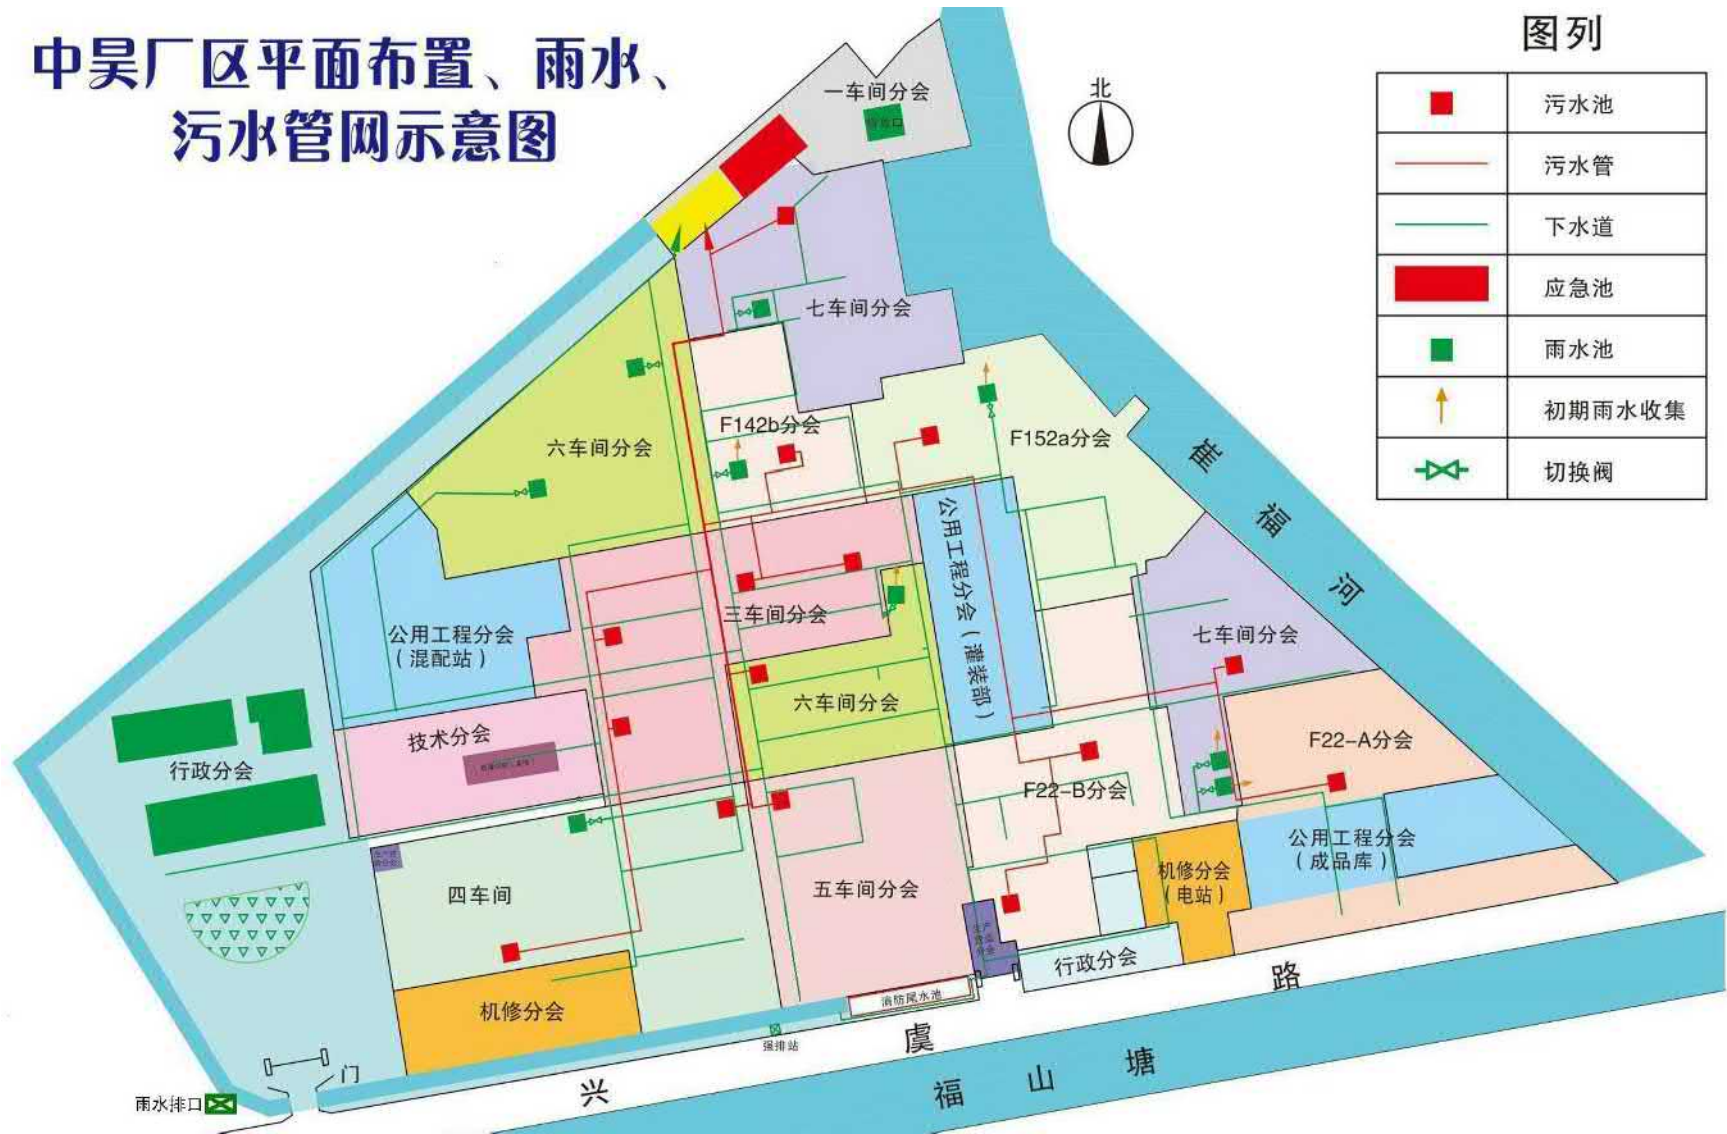 中昊厂区平面布置、雨水、
污水管网示意图
北
图列
污水池
污水管
下水道
应急池
雨水池
初期雨水收集
切换阀
一车间分会
七车间分会
六车间分会
F142b分会
F152a分会
崔福河
公用工程分会
（混配站）
三车间分会
公用工程分会（灌装部）
七车间分会
六车间分会
技术分会
行政分会
F22-A分会
F22-B分会
公用工程分会
（成品库）
机修分会
（电站）
四车间
五车间分会
行政分会
机修分会
消防尾水池
强排站
门
雨水排口
兴虞路
福山塘